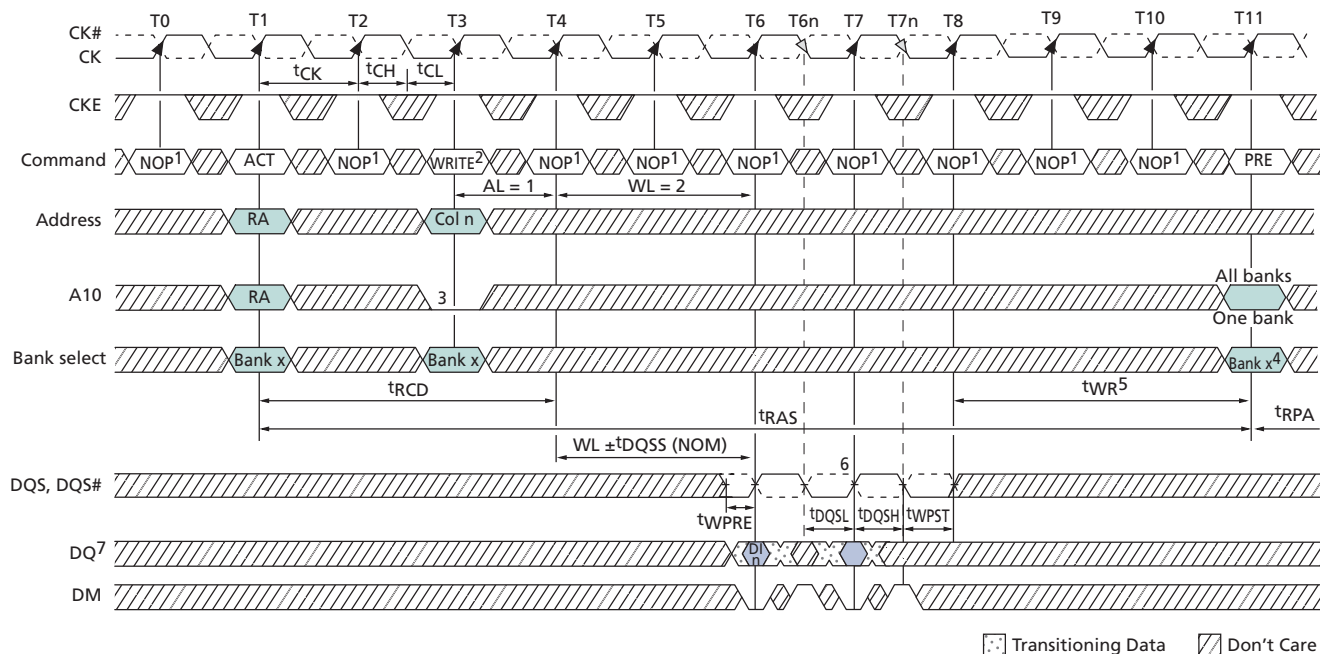 T0 T1 T2 T3 T4 T5 T6 T6n T7 T7n T8 T9 T10 T11
CK#
CK
tCK tCH tCL
CKE
Command NOP1 ACT NOP1 WRITE2 NOP1 NOP1 NOP1 NOP1 NOP1 NOP1 NOP1 PRE
AL = 1 WL = 2
Address RA Col n
All banks
A10 RA 3
One bank
Bank select Bank x Bank x Bank x4
tRCD tWR5
tRAS tRPA
WL ±tDQSS (NOM)
6
DQS, DQS#
tWPRE tDQSL tDQSH tWPST
DQ7 DI
n
DM
Transitioning Data Don't Care